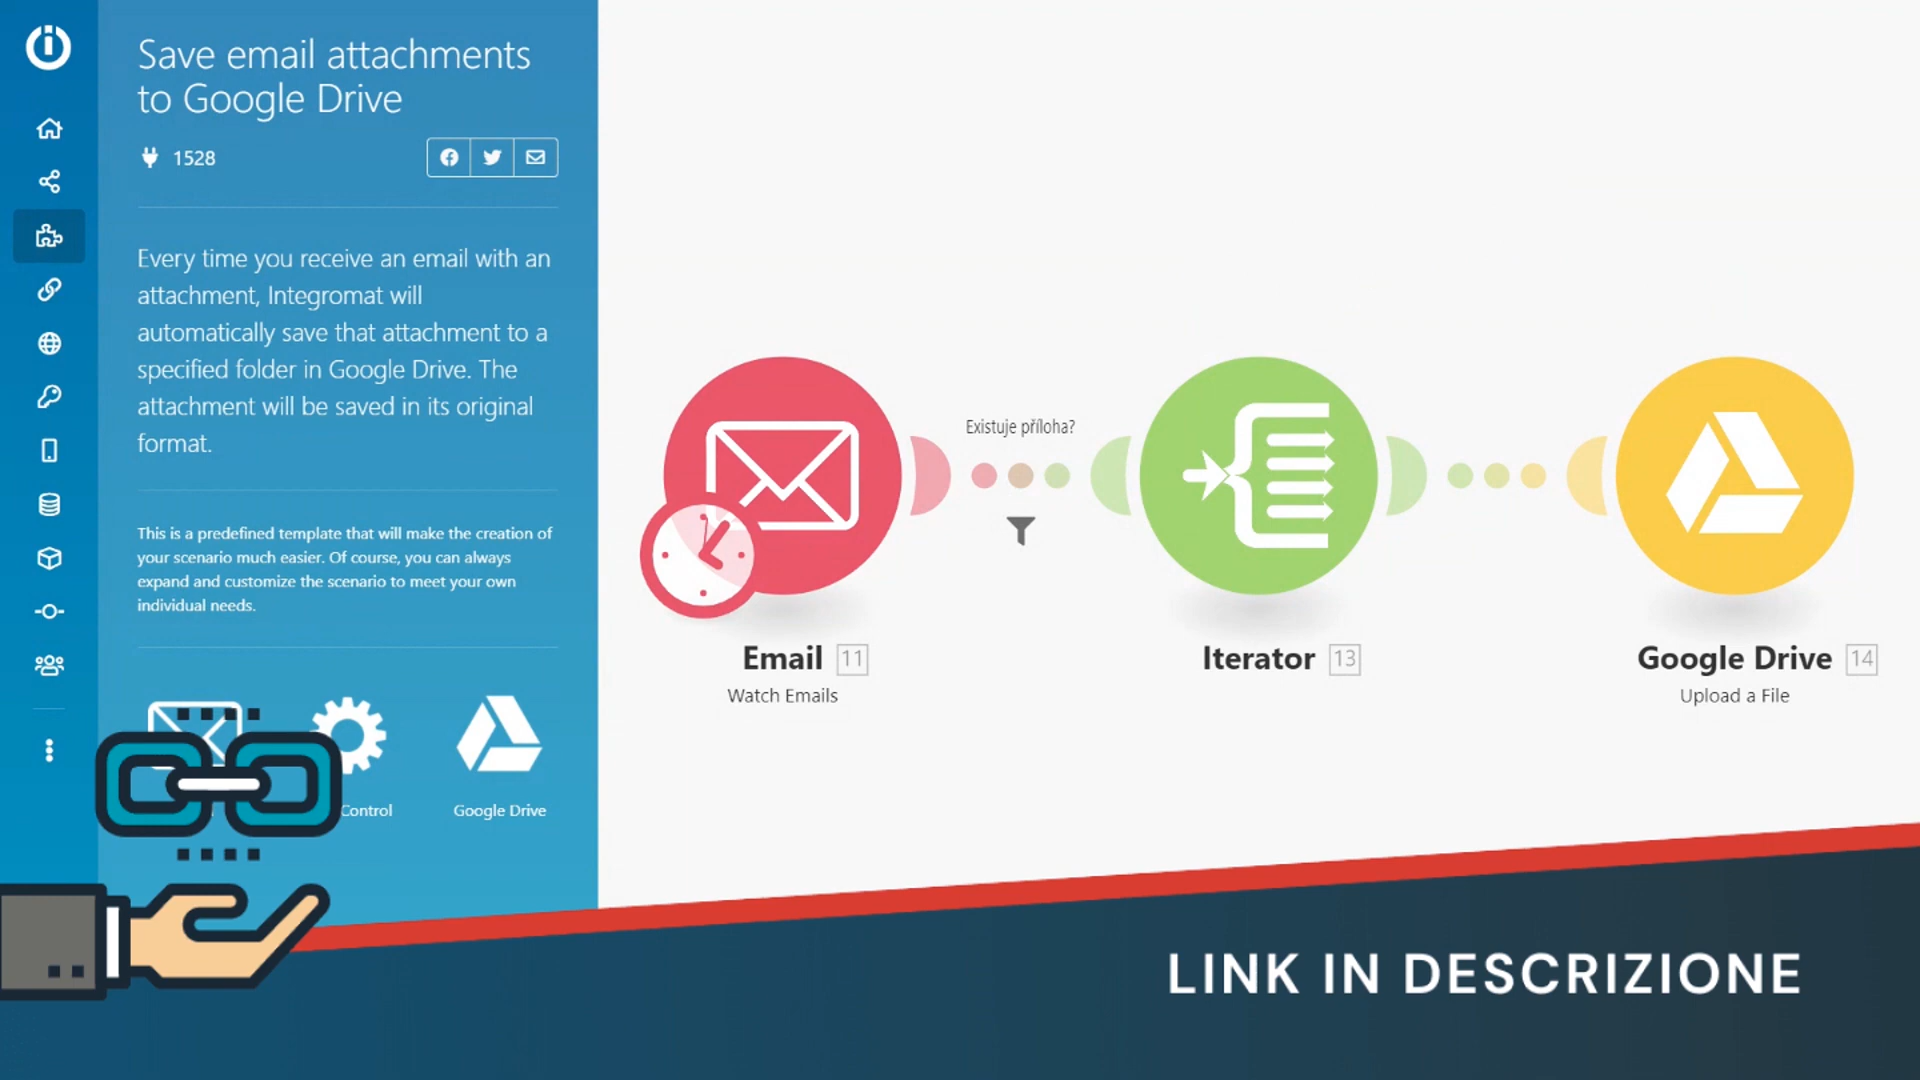 Save email attachments
to Google Drive
1528
Every time you receive an email with an
attachment, Integromat will
automatically save that attachment to a
specified folder in Google Drive. The
attachment will be saved in its original
format.
This is a predefined template that will make the creation of
your scenario much easier. Of course, you can always
expand and customize the scenario to meet your own
individual needs.
Control
Google Drive
Existuje příloha?
Email 11
Watch Emails
Iterator 13
Google Drive 14
Upload a File
LINK IN DESCRIZIONE